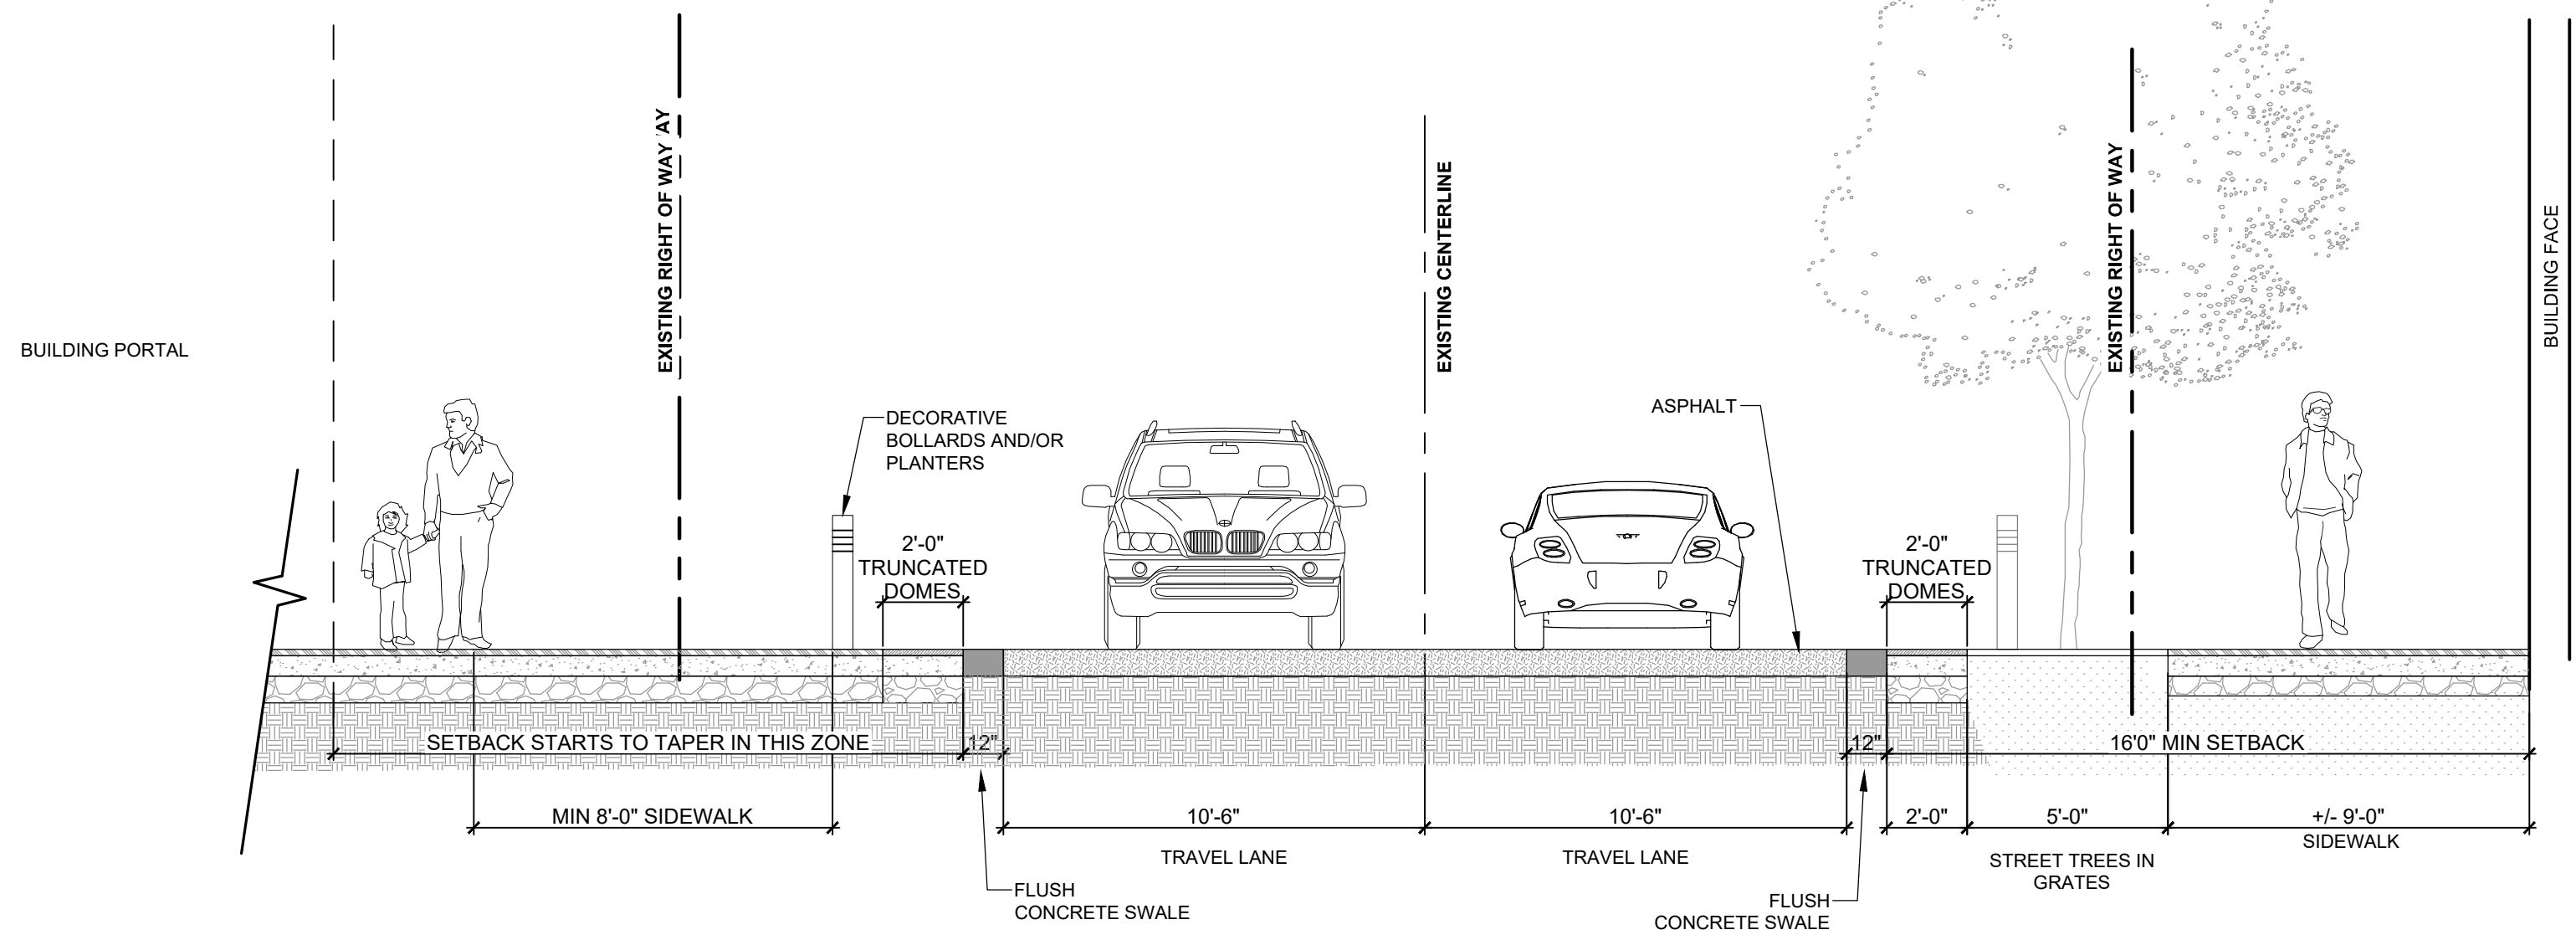 BUILDING PORTAL
EXISTING RIGHT OF WAY
AY
EXISTING CENTERLINE
EXISTING RIGHT OF WAY
BUILDING FACE
DECORATIVE
BOLLARDS AND/OR
PLANTERS
ASPHALT
2'-0"
TRUNCATED
DOMES
2'-0"
TRUNCATED
DOMES
SETBACK STARTS TO TAPER IN THIS ZONE
12"
12"
16'0" MIN SETBACK
MIN 8'-0" SIDEWALK
10'-6"
10'-6"
2'-0"
5'-0"
+/- 9'-0"
SIDEWALK
TRAVEL LANE
TRAVEL LANE
STREET TREES IN
GRATES
FLUSH
CONCRETE SWALE
FLUSH
CONCRETE SWALE